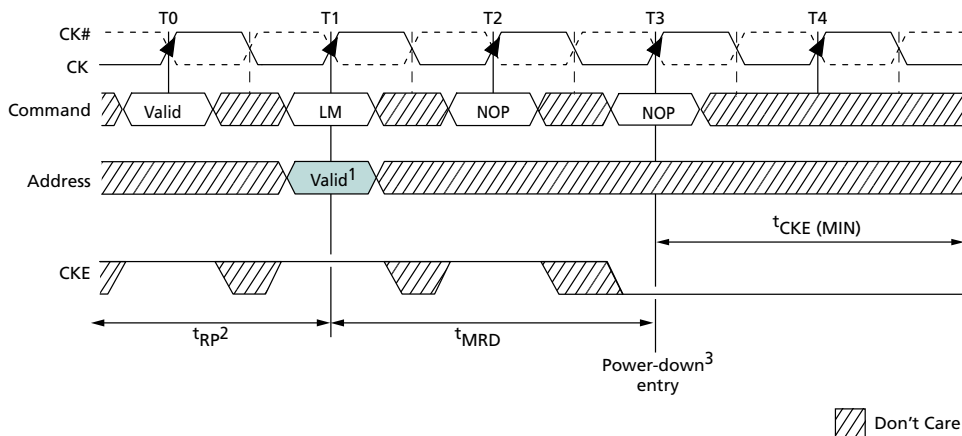 T0 T1 T2 T3 T4
CK#
CK
Command Valid LM NOP NOP
Address Valid1
tCKE (MIN)
CKE
tRP2 tMRD
Power-down3
entry
Don't Care